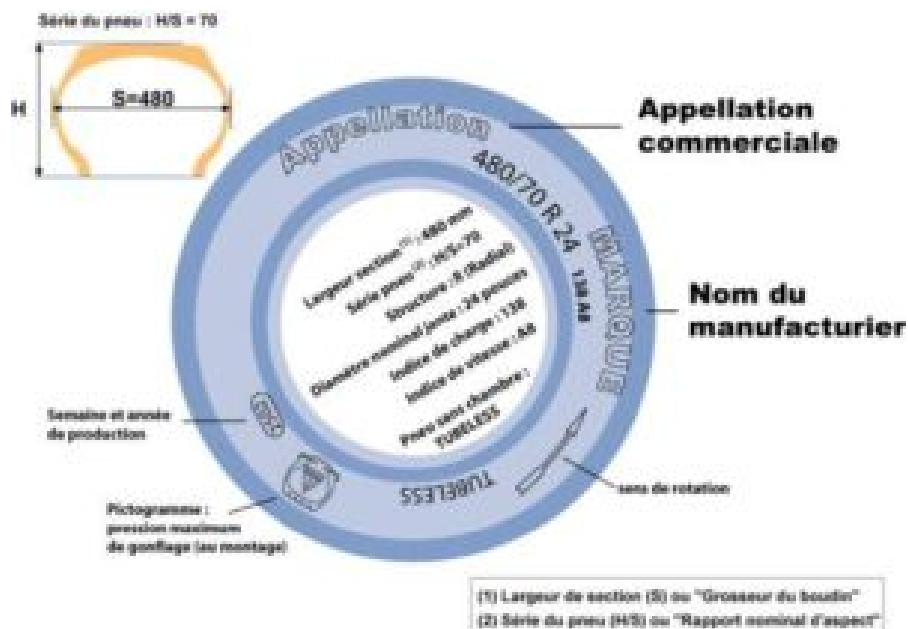 Série du pneu : H/S = 70
H
S=480
Appellation
commerciale
Appellation
480/70 R 24
138 A8
MARQUE
Nom du
manufacturier
Largeur section(1) : 480 mm
Série pneu(2) : H/S=70
Structure : R (Radial)
Diamètre nominal jante : 24 pouces
Indice de charge : 138
Indice de vitesse : A8
Pneu sans chambre :
TUBELESS
Semaine et année
de production
TUBELESS
sens de rotation
Pictogramme :
pression maximum
de gonflage (au montage)
(1) Largeur de section (S) ou "Grosseur du boudin"
(2) Série du pneu (H/S) ou "Rapport nominal d'aspect"